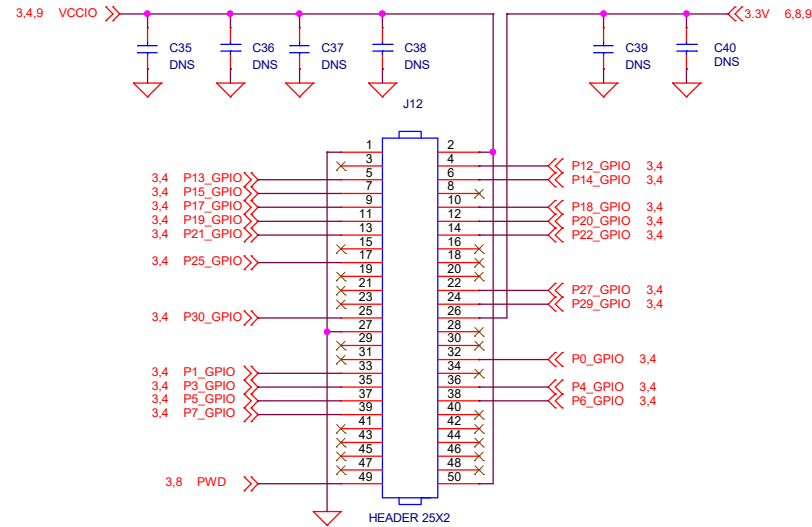 3,4,9 VCCIO
3.3V 6,8,9
C35
DNS
C36
DNS
C37
DNS
C38
DNS
C39
DNS
C40
DNS
J12
1 2
3 4 P12_GPIO 3,4
3,4 P13_GPIO 5 6 P14_GPIO 3,4
3,4 P15_GPIO 7 8
3,4 P17_GPIO 9 10 P18_GPIO 3,4
3,4 P19_GPIO 11 12 P20_GPIO 3,4
3,4 P21_GPIO 13 14 P22_GPIO 3,4
15 16
3,4 P25_GPIO 17 18
19 20
21 22 P27_GPIO 3,4
23 24 P29_GPIO 3,4
3,4 P30_GPIO 25 26
27 28
29 30
31 32 P0_GPIO 3,4
3,4 P1_GPIO 33 34
3,4 P3_GPIO 35 36 P4_GPIO 3,4
3,4 P5_GPIO 37 38 P6_GPIO 3,4
3,4 P7_GPIO 39 40
41 42
43 44
45 46
47 48
3,8 PWD 49 50
HEADER 25X2